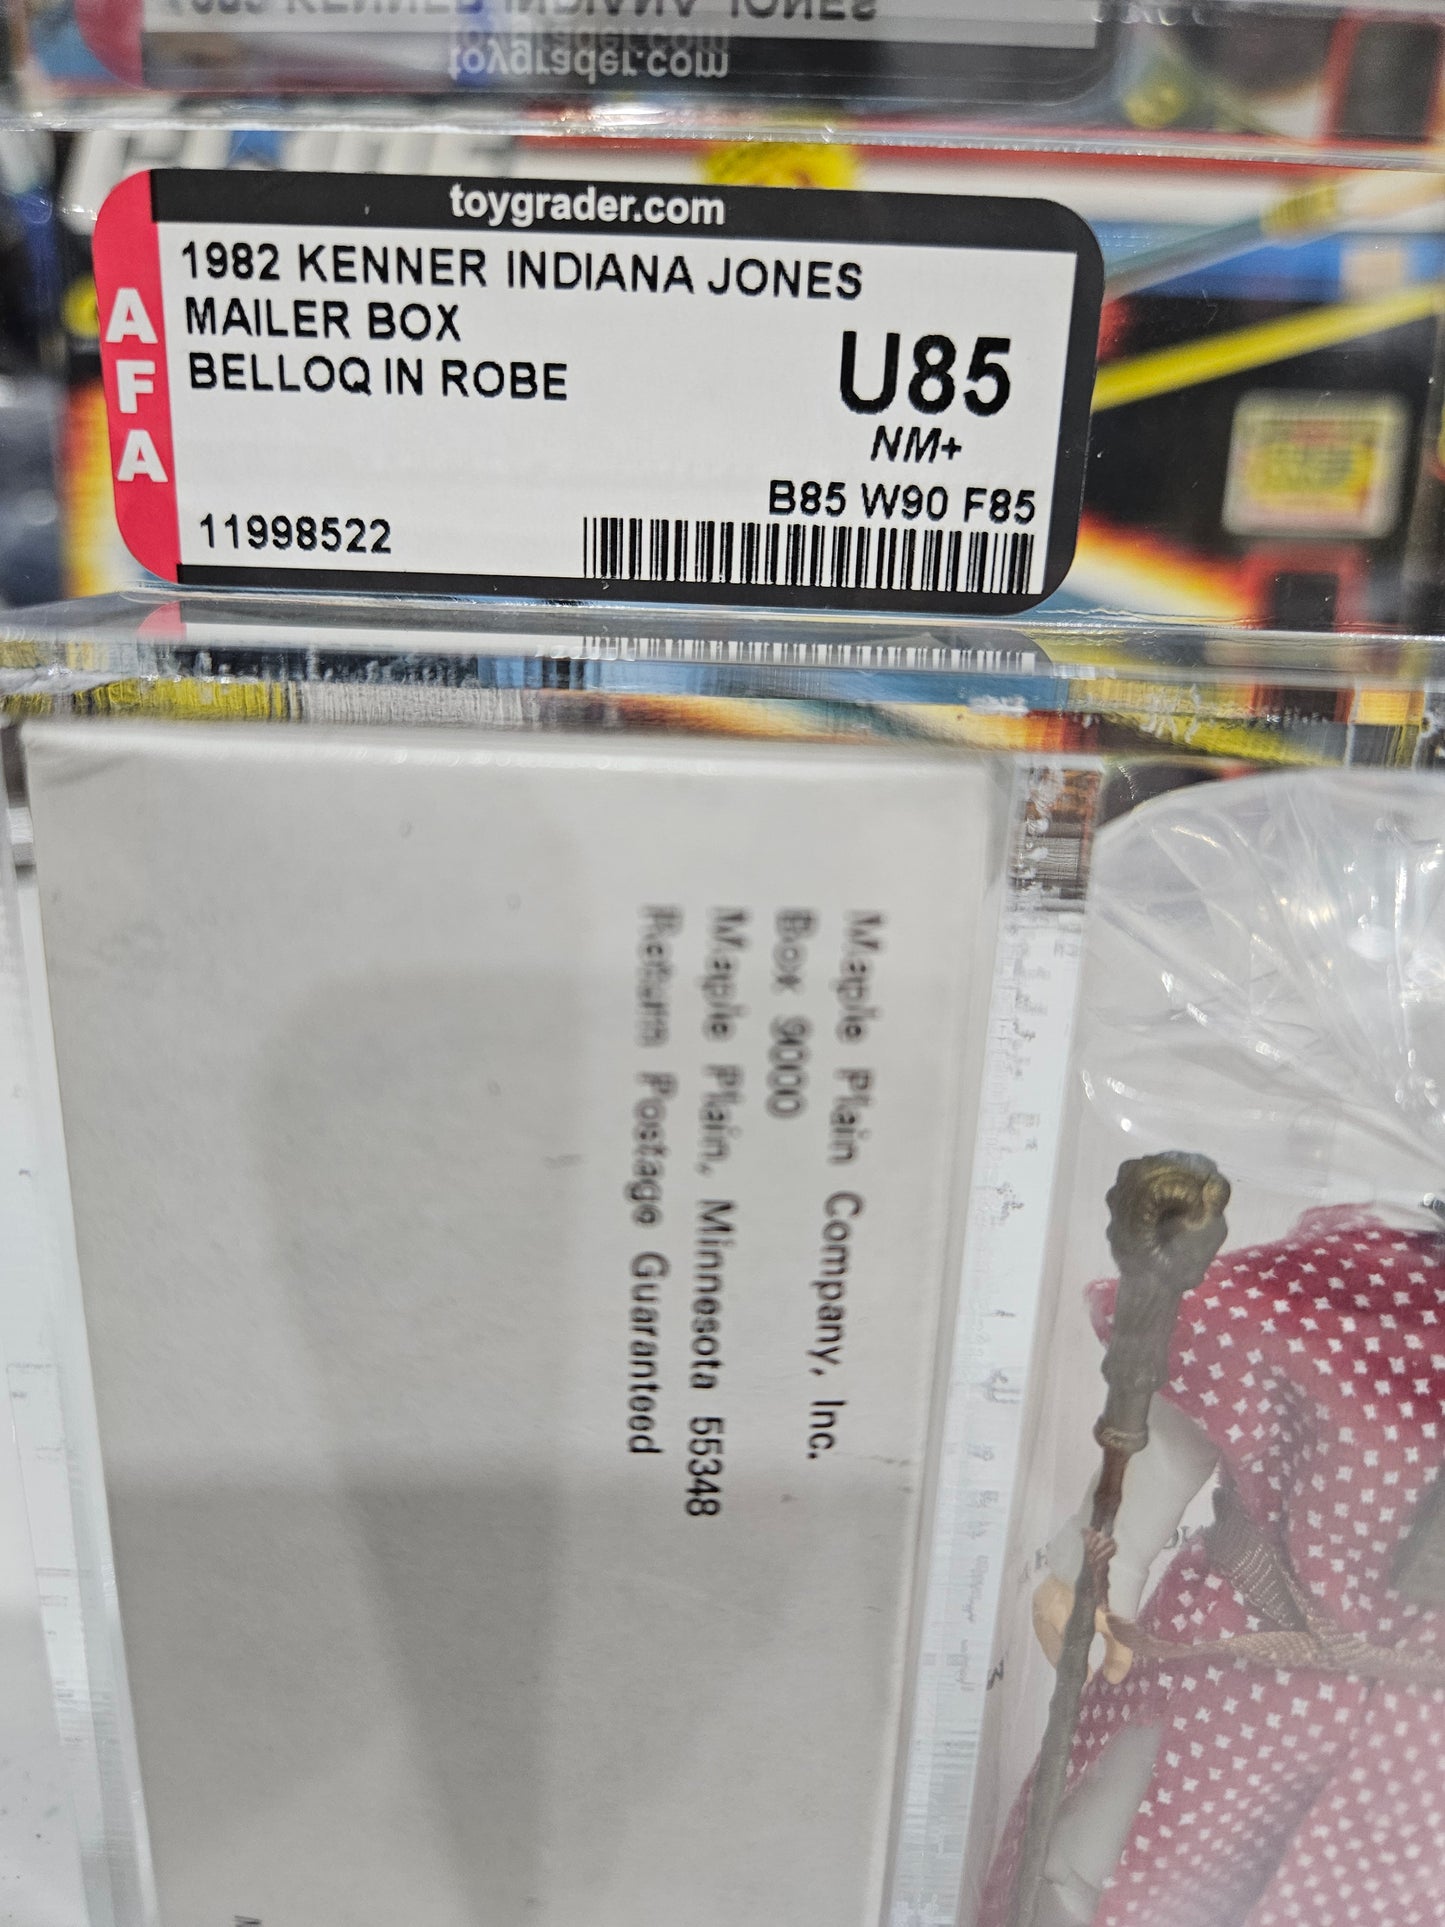 toygrader.com
AFA
1982 KENNER INDIANA JONES
MAILER BOX
BELLOQ IN ROBE
U85
NM+
B85 W90 F85
11998522
Maple Plain Company, Inc.
Box 9000
Maple Plain, Minnesota 55348
Return Postage Guaranteed